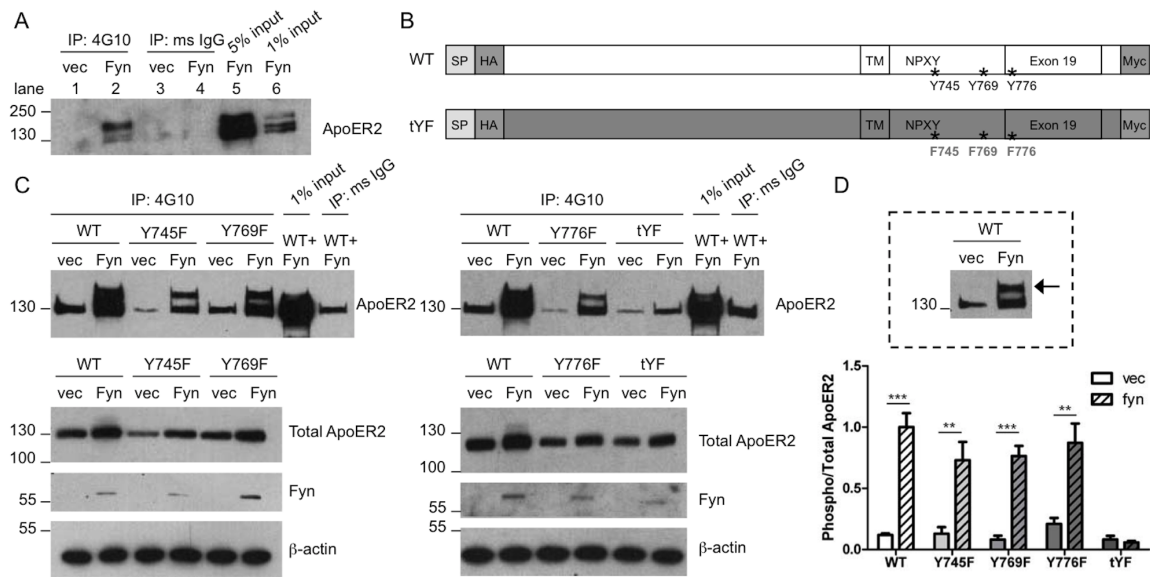 A
IP: 4G10 IP: ms IgG 5% input 1% input
vec Fyn vec Fyn Fyn Fyn
lane 1 2 3 4 5 6
250
130
ApoER2
B
WT SP HA TM NPXY Exon 19 Myc
* * *
Y745 Y769 Y776
tYF SP HA TM NPXY Exon 19 Myc
* * *
F745 F769 F776
C
IP: 4G10 1% input IP: ms IgG
WT Y745F Y769F WT+ WT+
vec Fyn vec Fyn vec Fyn Fyn Fyn
130 ApoER2
WT Y745F Y769F
vec Fyn vec Fyn vec Fyn
130 Total ApoER2
100
55 Fyn
55 β-actin
IP: 4G10 1% input IP: ms IgG
WT Y776F tYF WT+ WT+
vec Fyn vec Fyn vec Fyn Fyn Fyn
130 ApoER2
WT Y776F tYF
vec Fyn vec Fyn vec Fyn
130 Total ApoER2
100
55 Fyn
55 β-actin
D
WT
vec Fyn
130
Phospho/Total ApoER2
1.5
1.0
0.5
0.0
*** ** *** **
vec
fyn
WT Y745F Y769F Y776F tYF